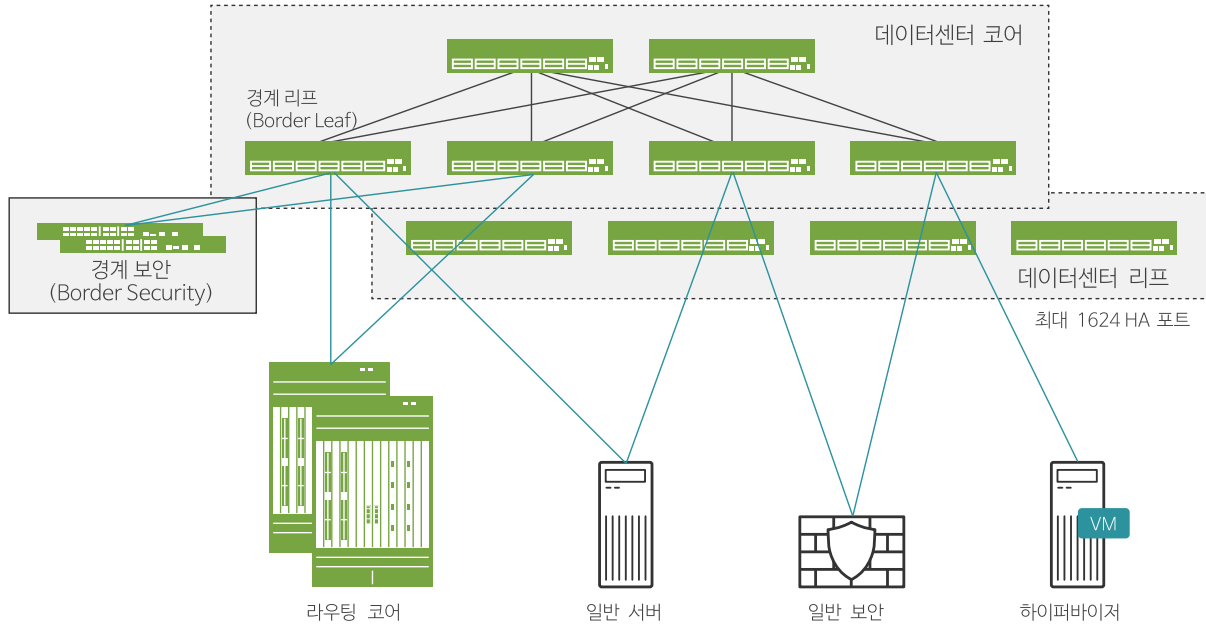 데이터센터 코어
경계 리프
(Border Leaf)
경계 보안
(Border Security)
데이터센터 리프
최대 1624 HA 포트
VM
라우팅 코어
일반 서버
일반 보안
하이퍼바이저